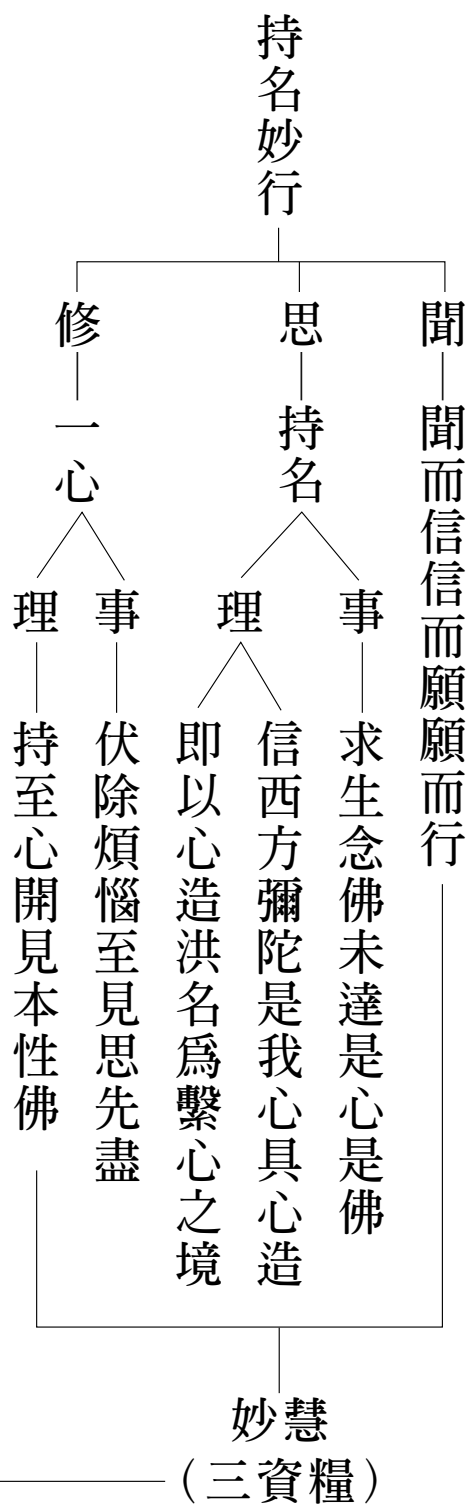 持名妙行
聞
聞而信信而願願而行
思
持名
事
求生念佛未達是心是佛
理
信西方彌陀是我心具心造
即以心造洪名爲繫心之境
修
一心
事
伏除煩惱至見思先盡
理
持至心開見本性佛
妙慧
（三資糧）